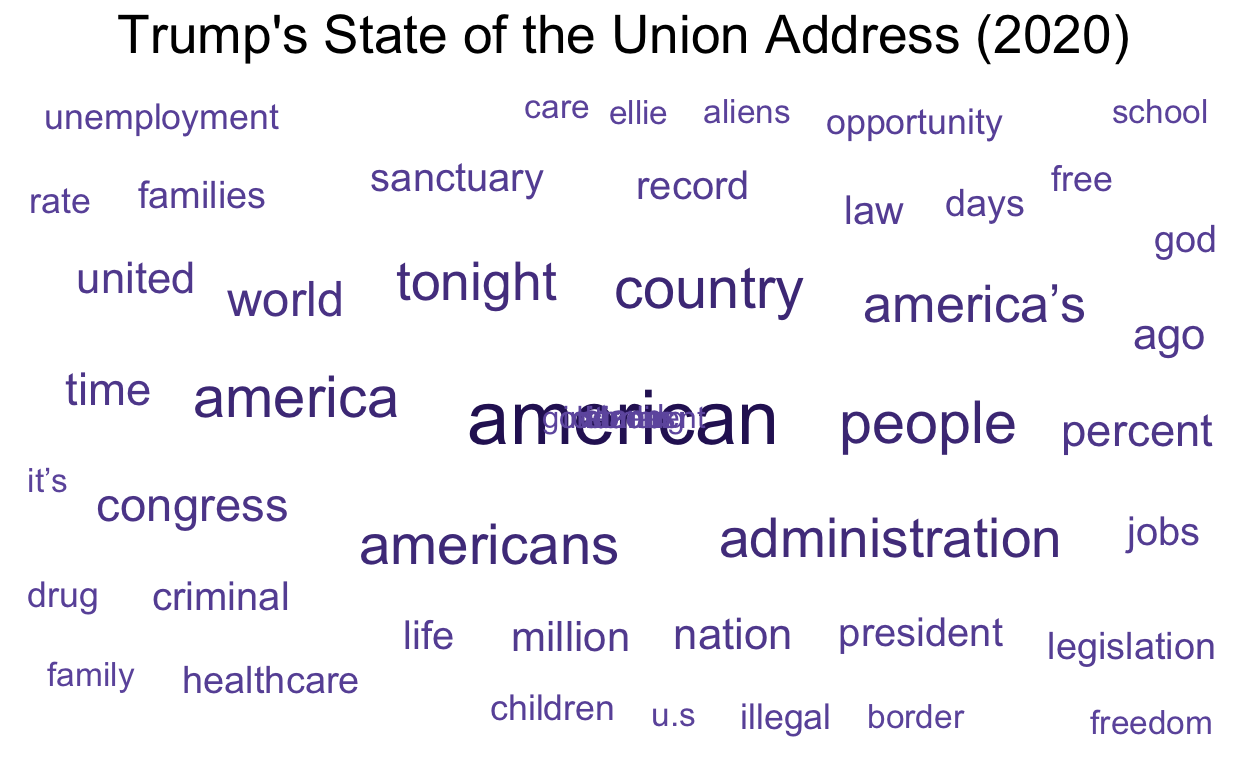 Trump's State of the Union Address (2020)
unemployment care ellie aliens opportunity school
rate families sanctuary record law days free
god
united world tonight country america’s
ago
time america american people percent
it’s congress
americans administration jobs
drug criminal
life million nation president legislation
family healthcare
children u.s illegal border freedom